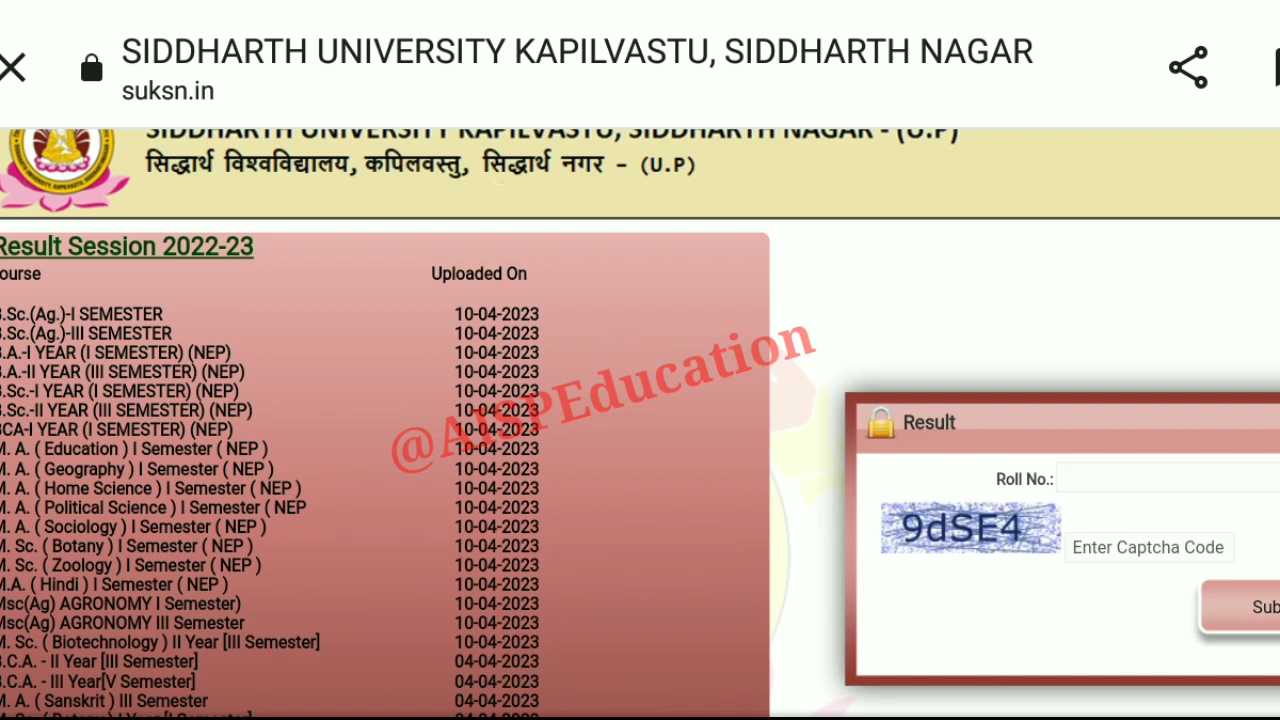 SIDDHARTH UNIVERSITY KAPILVASTU, SIDDHARTH NAGAR
suksn.in
SIDDHARTH UNIVERSITY KAPILVASTU, SIDDHARTH NAGAR - (U.P)
सिद्धार्थ विश्वविद्यालय, कपिलवस्तु, सिद्धार्थ नगर - (U.P)
Result Session 2022-23
ourse Uploaded On
B.Sc.(Ag.)-I SEMESTER 10-04-2023
B.Sc.(Ag.)-III SEMESTER 10-04-2023
B.A.-I YEAR (I SEMESTER) (NEP) 10-04-2023
B.A.-II YEAR (III SEMESTER) (NEP) 10-04-2023
B.Sc.-I YEAR (I SEMESTER) (NEP) 10-04-2023
B.Sc.-II YEAR (III SEMESTER) (NEP) 10-04-2023
BCA-I YEAR (I SEMESTER) (NEP) 10-04-2023
M. A. ( Education ) I Semester ( NEP ) 10-04-2023
M. A. ( Geography ) I Semester ( NEP ) 10-04-2023
M. A. ( Home Science ) I Semester ( NEP ) 10-04-2023
M. A. ( Political Science ) I Semester ( NEP 10-04-2023
M. A. ( Sociology ) I Semester ( NEP ) 10-04-2023
M. Sc. ( Botany ) I Semester ( NEP ) 10-04-2023
M. Sc. ( Zoology ) I Semester ( NEP ) 10-04-2023
M.A. ( Hindi ) I Semester ( NEP ) 10-04-2023
Msc(Ag) AGRONOMY I Semester) 10-04-2023
Msc(Ag) AGRONOMY III Semester 10-04-2023
M. Sc. ( Biotechnology ) II Year [III Semester] 10-04-2023
B.C.A. - II Year [III Semester] 04-04-2023
B.C.A. - III Year[V Semester] 04-04-2023
M. A. ( Sanskrit ) III Semester 04-04-2023
@AISPEducation
Result
Roll No.:
9dSE4
Enter Captcha Code
Sub